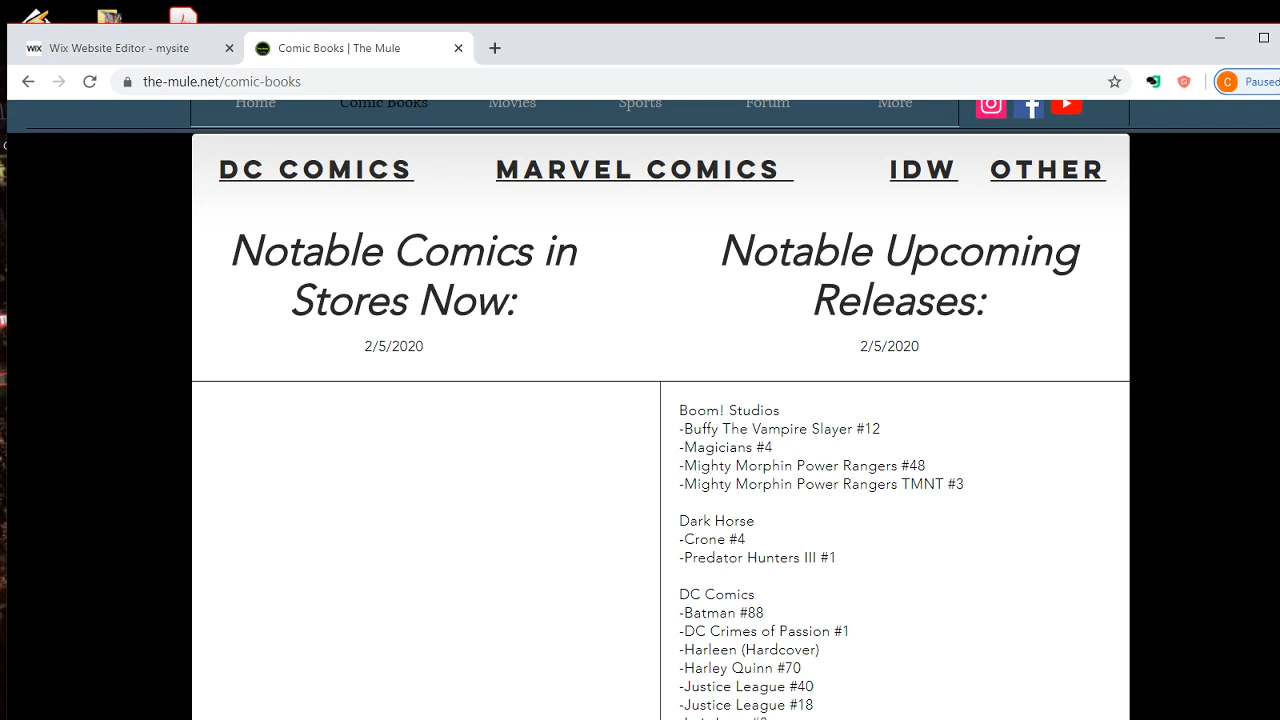 WIX Wix Website Editor - mysite
Comic Books | The Mule
the-mule.net/comic-books
C Paused
Home Comic Books Movies Sports Forum More
DC COMICS MARVEL COMICS IDW OTHER
Notable Comics in
Stores Now:
2/5/2020
Notable Upcoming
Releases:
2/5/2020
Boom! Studios
-Buffy The Vampire Slayer #12
-Magicians #4
-Mighty Morphin Power Rangers #48
-Mighty Morphin Power Rangers TMNT #3
Dark Horse
-Crone #4
-Predator Hunters III #1
DC Comics
-Batman #88
-DC Crimes of Passion #1
-Harleen (Hardcover)
-Harley Quinn #70
-Justice League #40
-Justice League #18